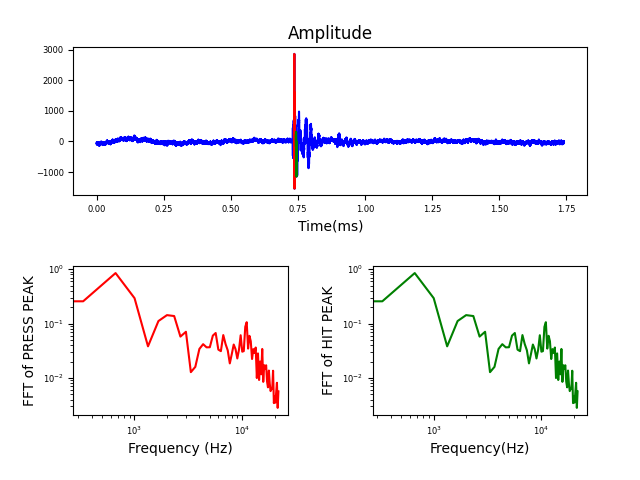 Amplitude
3000
2000
1000
0
−1000
0.00 0.25 0.50 0.75 1.00 1.25 1.50 1.75
Time(ms)
FFT of PRESS PEAK
10⁰
10⁻¹
10⁻²
10³ 10⁴
Frequency (Hz)
FFT of HIT PEAK
10⁰
10⁻¹
10⁻²
10³ 10⁴
Frequency(Hz)